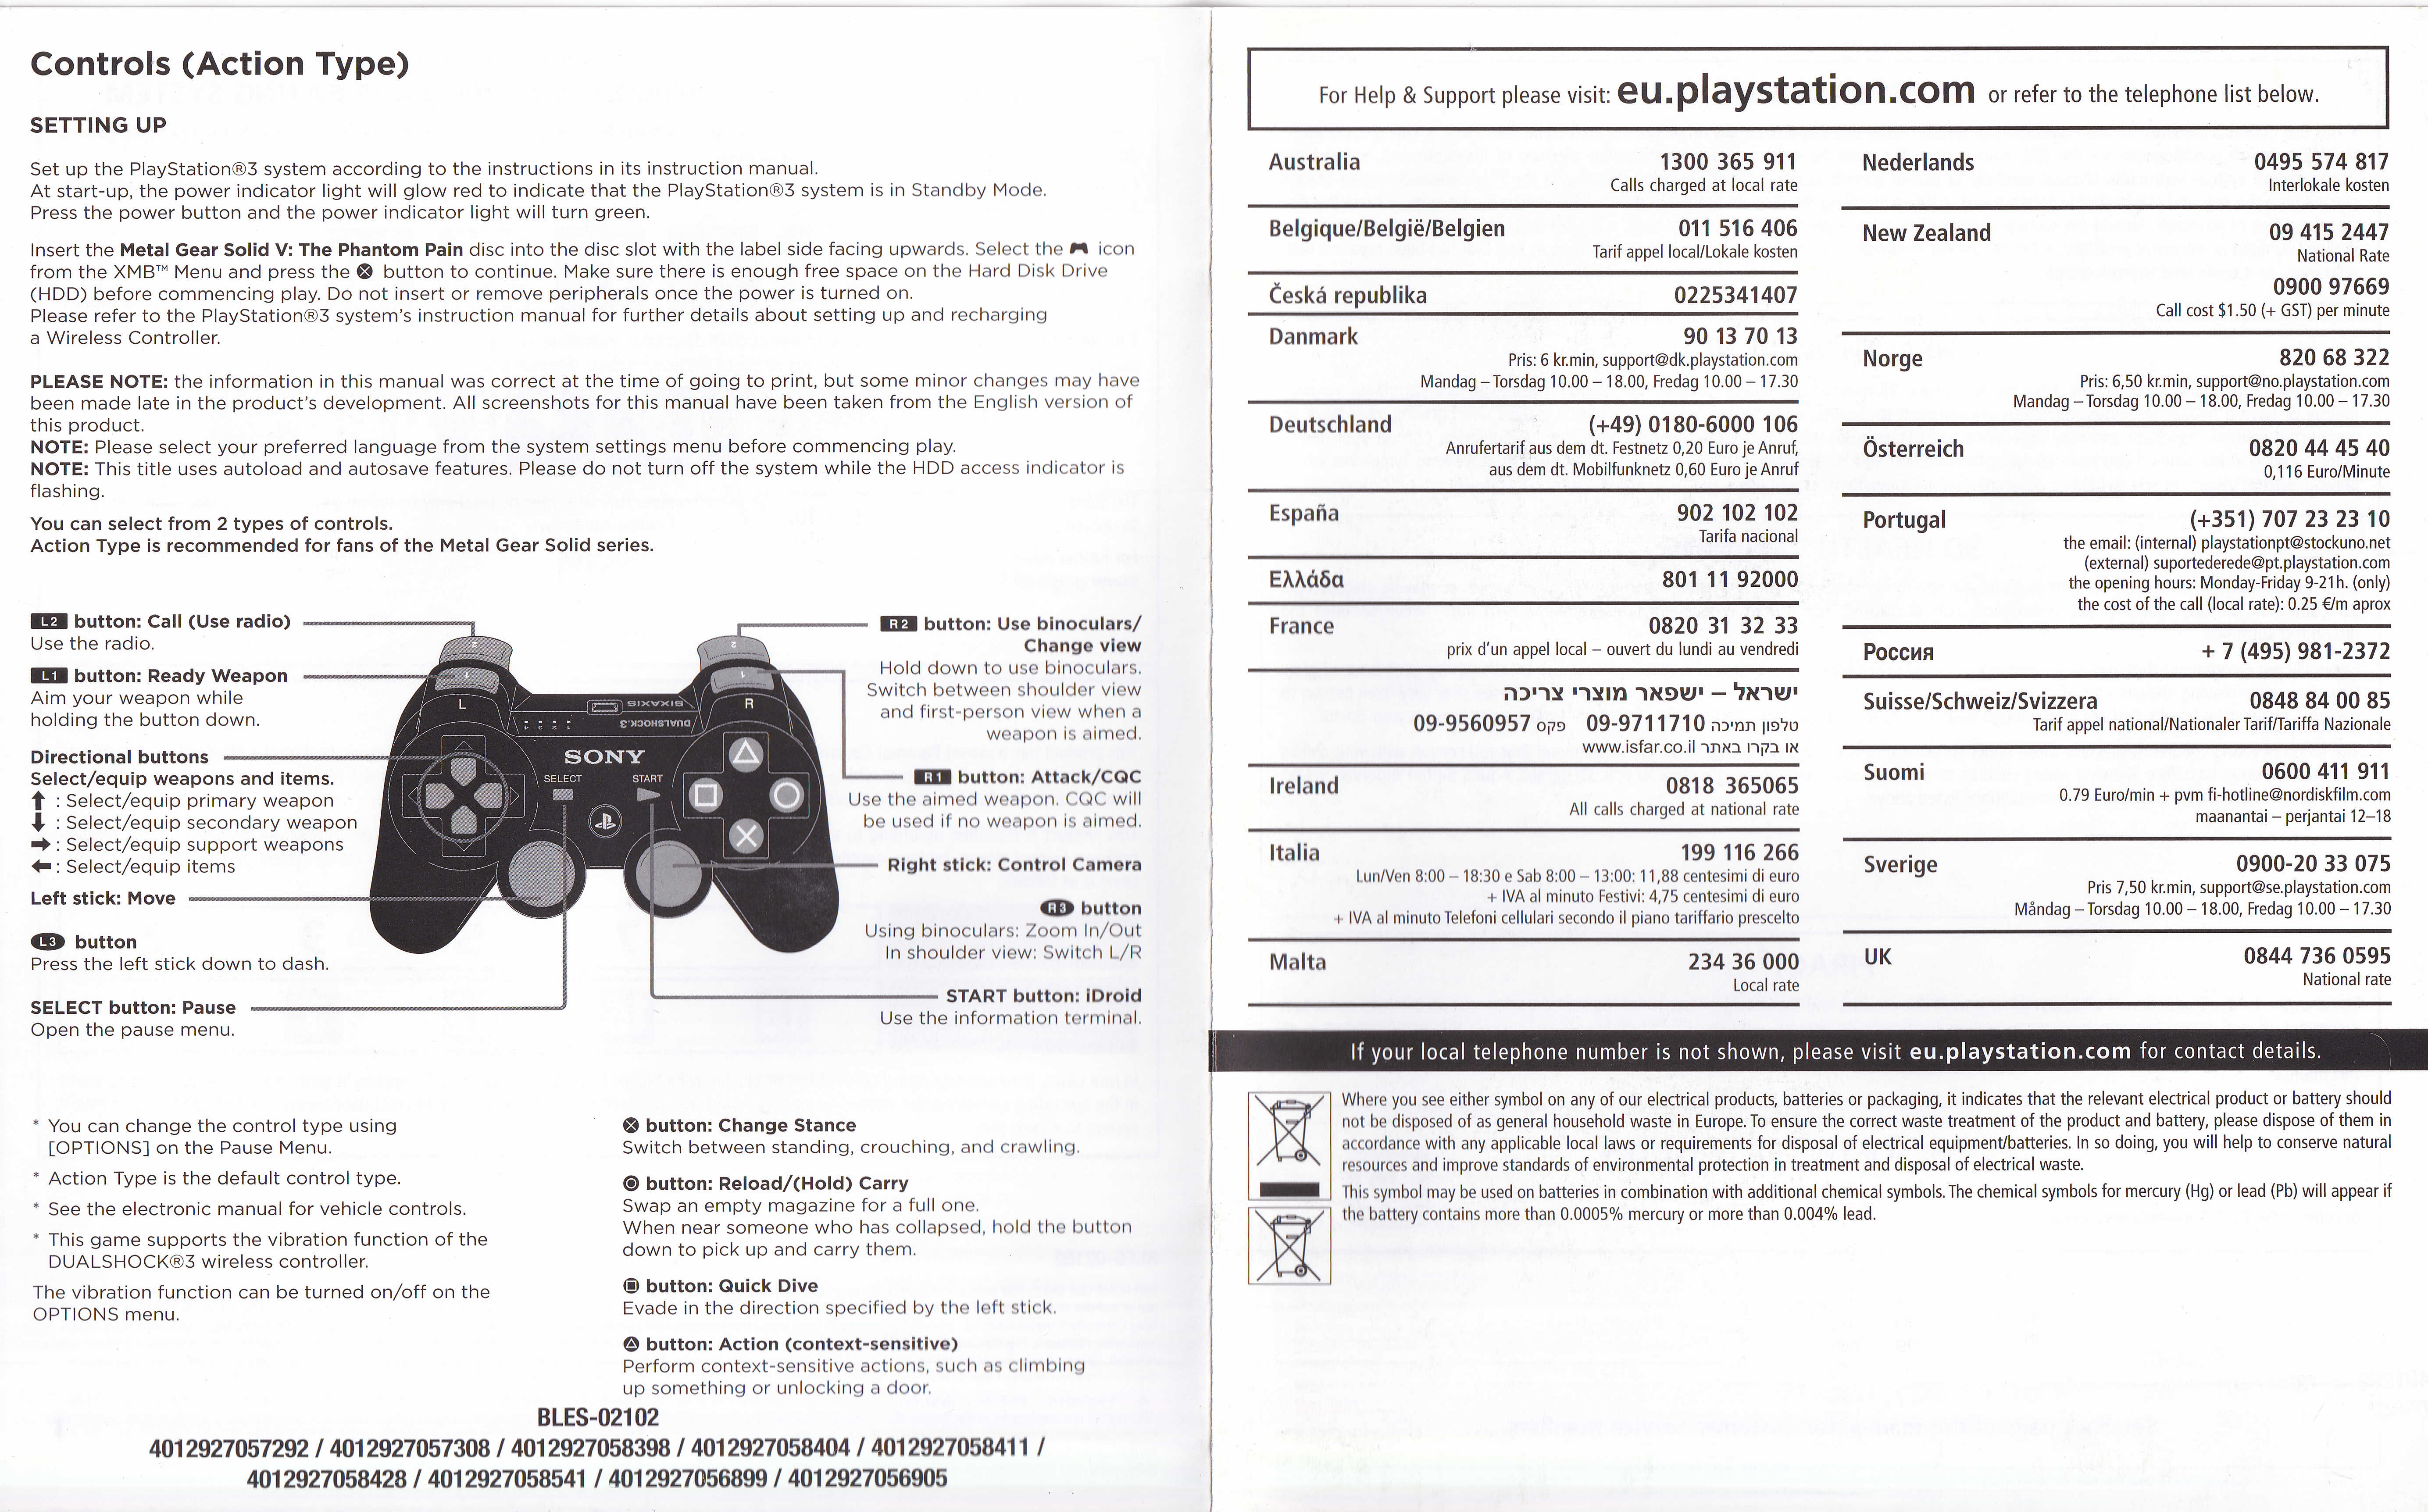 Controls (Action Type)
SETTING UP
Set up the PlayStation®3 system according to the instructions in its instruction manual.
At start-up, the power indicator light will glow red to indicate that the PlayStation®3 system is in Standby Mode.
Press the power button and the power indicator light will turn green.
Insert the Metal Gear Solid V: The Phantom Pain disc into the disc slot with the label side facing upwards. Select the icon
from the XMB™ Menu and press the ⊗ button to continue. Make sure there is enough free space on the Hard Disk Drive
(HDD) before commencing play. Do not insert or remove peripherals once the power is turned on.
Please refer to the PlayStation®3 system's instruction manual for further details about setting up and recharging
a Wireless Controller.
PLEASE NOTE: the information in this manual was correct at the time of going to print, but some minor changes may have
been made late in the product's development. All screenshots for this manual have been taken from the English version of
this product.
NOTE: Please select your preferred language from the system settings menu before commencing play.
NOTE: This title uses autoload and autosave features. Please do not turn off the system while the HDD access indicator is
flashing.
You can select from 2 types of controls.
Action Type is recommended for fans of the Metal Gear Solid series.
L2 button: Call (Use radio)
Use the radio.
L1 button: Ready Weapon
Aim your weapon while
holding the button down.
Directional buttons
Select/equip weapons and items.
↑ : Select/equip primary weapon
↓ : Select/equip secondary weapon
→ : Select/equip support weapons
← : Select/equip items
Left stick: Move
L3 button
Press the left stick down to dash.
SELECT button: Pause
Open the pause menu.
2
2
1
1
L
R
SIXAXIS
DUALSHOCK.3
4 3 2 1
SONY
SELECT
START
R2 button: Use binoculars/
Change view
Hold down to use binoculars.
Switch between shoulder view
and first-person view when a
weapon is aimed.
R1 button: Attack/CQC
Use the aimed weapon. CQC will
be used if no weapon is aimed.
Right stick: Control Camera
R3 button
Using binoculars: Zoom In/Out
In shoulder view: Switch L/R
START button: iDroid
Use the information terminal.
* You can change the control type using
[OPTIONS] on the Pause Menu.
* Action Type is the default control type.
* See the electronic manual for vehicle controls.
* This game supports the vibration function of the
DUALSHOCK®3 wireless controller.
The vibration function can be turned on/off on the
OPTIONS menu.
⊗ button: Change Stance
Switch between standing, crouching, and crawling.
◎ button: Reload/(Hold) Carry
Swap an empty magazine for a full one.
When near someone who has collapsed, hold the button
down to pick up and carry them.
□ button: Quick Dive
Evade in the direction specified by the left stick.
△ button: Action (context-sensitive)
Perform context-sensitive actions, such as climbing
up something or unlocking a door.
BLES-02102
4012927057292 / 4012927057308 / 4012927058398 / 4012927058404 / 4012927058411 /
4012927058428 / 4012927058541 / 4012927056899 / 4012927056905
For Help & Support please visit: eu.playstation.com or refer to the telephone list below.
Australia 1300 365 911
Calls charged at local rate
Belgique/België/Belgien 011 516 406
Tarif appel local/Lokale kosten
Česká republika 0225341407
Danmark 90 13 70 13
Pris: 6 kr.min, support@dk.playstation.com
Mandag – Torsdag 10.00 – 18.00, Fredag 10.00 – 17.30
Deutschland (+49) 0180-6000 106
Anrufertarif aus dem dt. Festnetz 0,20 Euro je Anruf,
aus dem dt. Mobilfunknetz 0,60 Euro je Anruf
España 902 102 102
Tarifa nacional
Ελλάδα 801 11 92000
France 0820 31 32 33
prix d'un appel local – ouvert du lundi au vendredi
ישראל – ישפאר מוצרי צריכה
טלפון תמיכה 09-9711710 פקס 09-9560957
או בקרו באתר www.isfar.co.il
Ireland 0818 365065
All calls charged at national rate
Italia 199 116 266
Lun/Ven 8:00 – 18:30 e Sab 8:00 – 13:00: 11,88 centesimi di euro
+ IVA al minuto Festivi: 4,75 centesimi di euro
+ IVA al minuto Telefoni cellulari secondo il piano tariffario prescelto
Malta 234 36 000
Local rate
Nederlands 0495 574 817
Interlokale kosten
New Zealand 09 415 2447
National Rate
0900 97669
Call cost $1.50 (+ GST) per minute
Norge 820 68 322
Pris: 6,50 kr.min, support@no.playstation.com
Mandag – Torsdag 10.00 – 18.00, Fredag 10.00 – 17.30
Österreich 0820 44 45 40
0,116 Euro/Minute
Portugal (+351) 707 23 23 10
the email: (internal) playstationpt@stockuno.net
(external) suportederede@pt.playstation.com
the opening hours: Monday-Friday 9-21h. (only)
the cost of the call (local rate): 0.25 €/m aprox
Россия + 7 (495) 981-2372
Suisse/Schweiz/Svizzera 0848 84 00 85
Tarif appel national/Nationaler Tarif/Tariffa Nazionale
Suomi 0600 411 911
0.79 Euro/min + pvm fi-hotline@nordiskfilm.com
maanantai – perjantai 12–18
Sverige 0900-20 33 075
Pris 7,50 kr.min, support@se.playstation.com
Måndag – Torsdag 10.00 – 18.00, Fredag 10.00 – 17.30
UK 0844 736 0595
National rate
If your local telephone number is not shown, please visit eu.playstation.com for contact details.
Where you see either symbol on any of our electrical products, batteries or packaging, it indicates that the relevant electrical product or battery should
not be disposed of as general household waste in Europe. To ensure the correct waste treatment of the product and battery, please dispose of them in
accordance with any applicable local laws or requirements for disposal of electrical equipment/batteries. In so doing, you will help to conserve natural
resources and improve standards of environmental protection in treatment and disposal of electrical waste.
This symbol may be used on batteries in combination with additional chemical symbols. The chemical symbols for mercury (Hg) or lead (Pb) will appear if
the battery contains more than 0.0005% mercury or more than 0.004% lead.